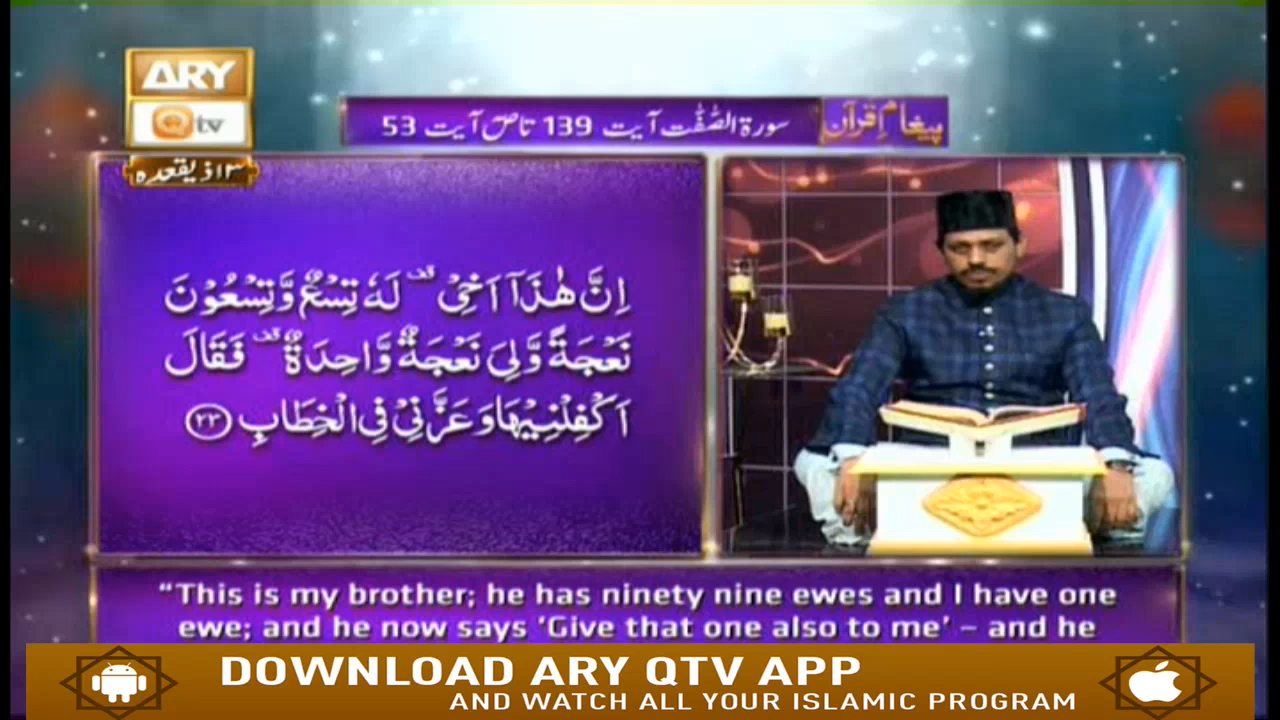 ARY
Qtv
پیغام قرآن
سورۃ الصّٰفّٰت آیت 139 تا صٓ آیت 53
۱۳ ذیقعدہ
اِنَّ هٰذَاۤ اَخِیْ ۫ لَهٗ تِسْعٌ وَّتِسْعُوْنَ
نَعْجَةً وَّلِیَ نَعْجَةٌ وَّاحِدَةٌ ۫ فَقَالَ
اَكْفِلْنِیْهَا وَعَزَّنِیْ فِی الْخِطَابِ ﴿۲۳﴾
“This is my brother; he has ninety nine ewes and I have one
ewe; and he now says ‘Give that one also to me’ – and he
DOWNLOAD ARY QTV APP
AND WATCH ALL YOUR ISLAMIC PROGRAM